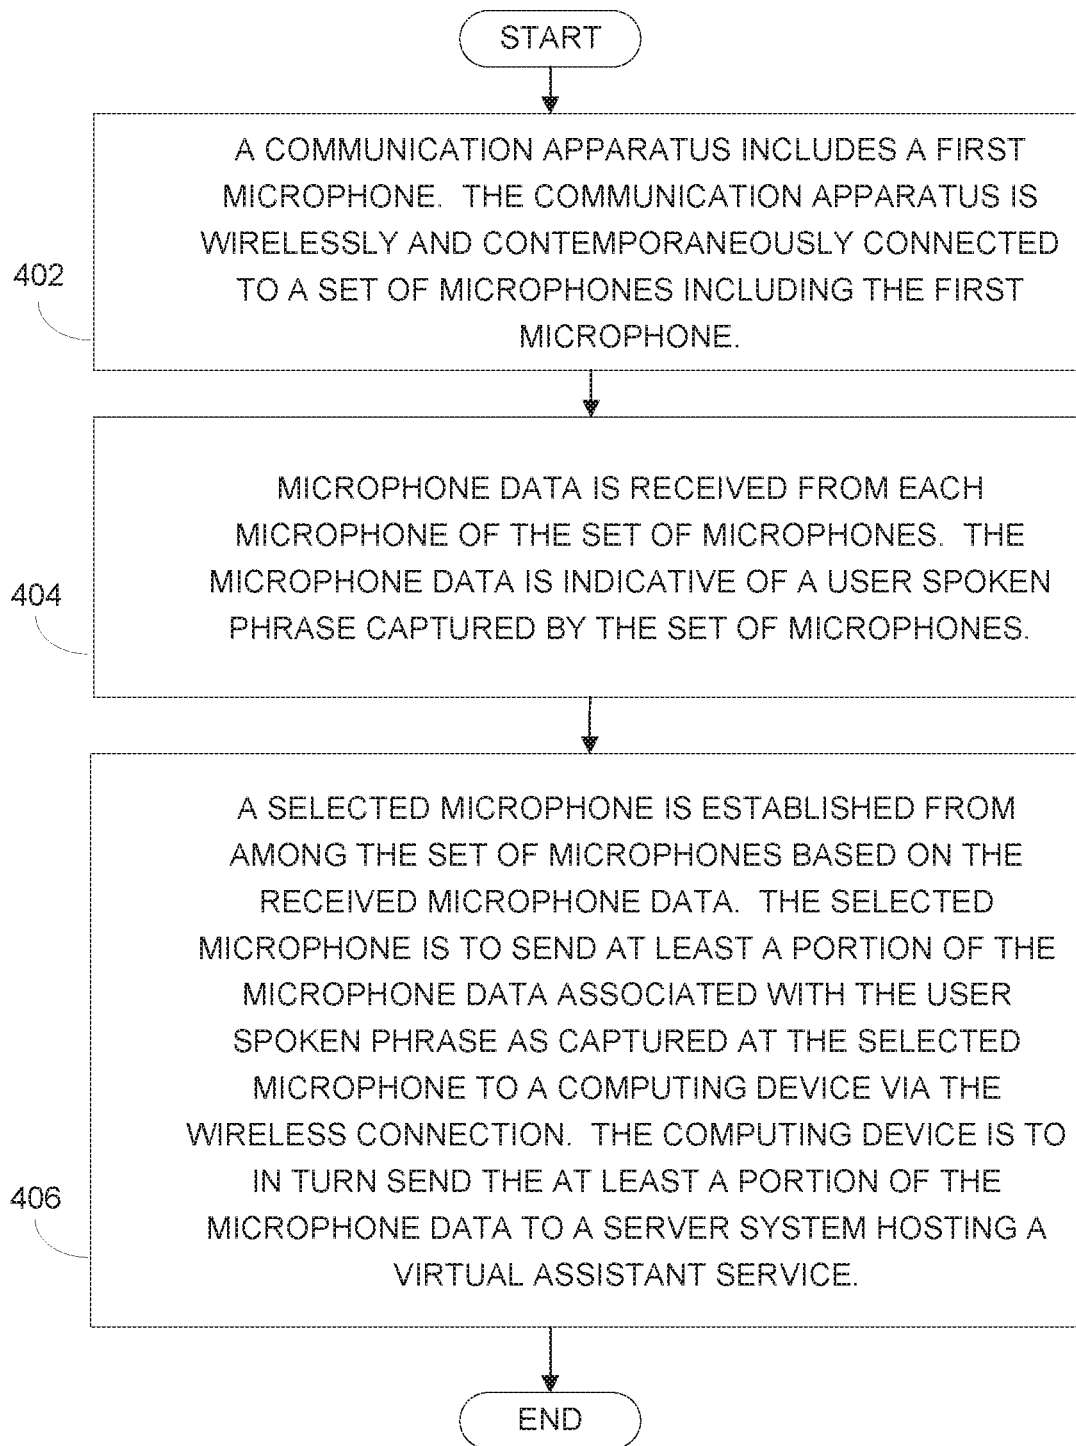 START
A COMMUNICATION APPARATUS INCLUDES A FIRST
MICROPHONE. THE COMMUNICATION APPARATUS IS
WIRELESSLY AND CONTEMPORANEOUSLY CONNECTED
TO A SET OF MICROPHONES INCLUDING THE FIRST
MICROPHONE.
402
MICROPHONE DATA IS RECEIVED FROM EACH
MICROPHONE OF THE SET OF MICROPHONES. THE
MICROPHONE DATA IS INDICATIVE OF A USER SPOKEN
PHRASE CAPTURED BY THE SET OF MICROPHONES.
404
A SELECTED MICROPHONE IS ESTABLISHED FROM
AMONG THE SET OF MICROPHONES BASED ON THE
RECEIVED MICROPHONE DATA. THE SELECTED
MICROPHONE IS TO SEND AT LEAST A PORTION OF THE
MICROPHONE DATA ASSOCIATED WITH THE USER
SPOKEN PHRASE AS CAPTURED AT THE SELECTED
MICROPHONE TO A COMPUTING DEVICE VIA THE
WIRELESS CONNECTION. THE COMPUTING DEVICE IS TO
IN TURN SEND THE AT LEAST A PORTION OF THE
MICROPHONE DATA TO A SERVER SYSTEM HOSTING A
VIRTUAL ASSISTANT SERVICE.
406
END